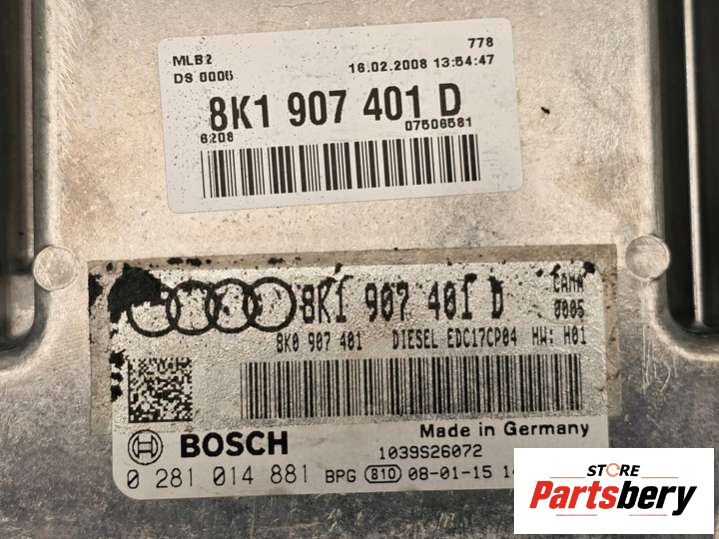 MLB2 778
DS 0006 16.02.2008 13:54:47
8K1 907 401 D
6208 07506581
8K1 907 401 D CAMA
0005
8K0 907 401 DIESEL EDC17CP04 HW: H01
BOSCH Made in Germany
1039S26072
0 281 014 881 BPG 810 08-01-15
STORE
Partsbery